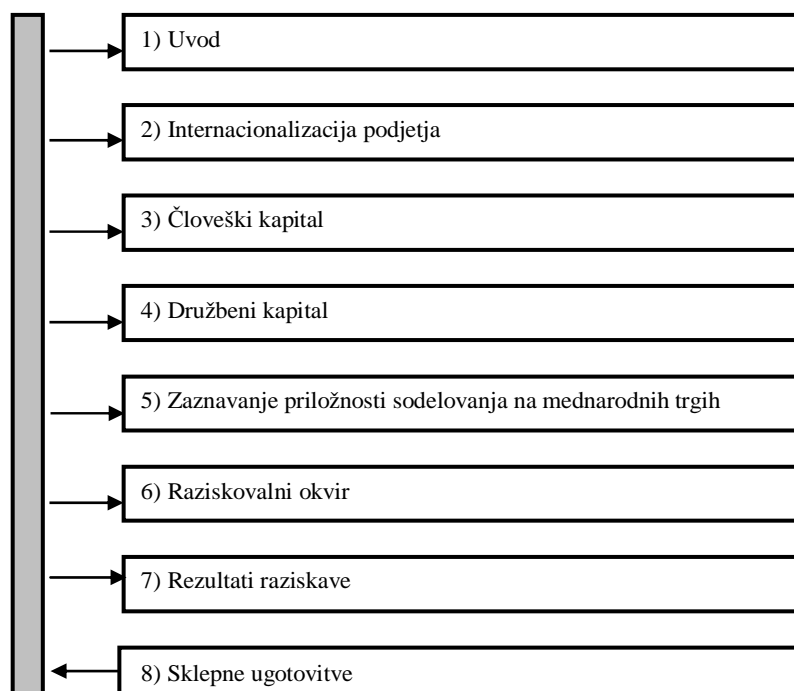 1) Uvod
2) Internacionalizacija podjetja
3) Človeški kapital
4) Družbeni kapital
5) Zaznavanje priložnosti sodelovanja na mednarodnih trgih
6) Raziskovalni okvir
7) Rezultati raziskave
8) Sklepne ugotovitve